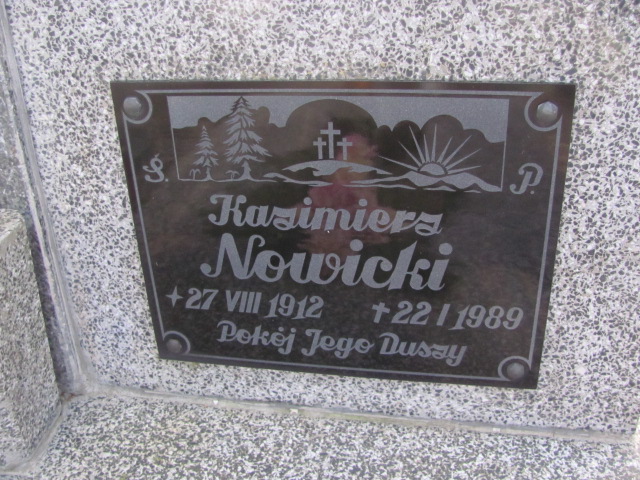 Ś. P.
Kazimierz
Nowicki
+ 27 VIII 1912 + 22 I 1989
Pokój Jego Duszy